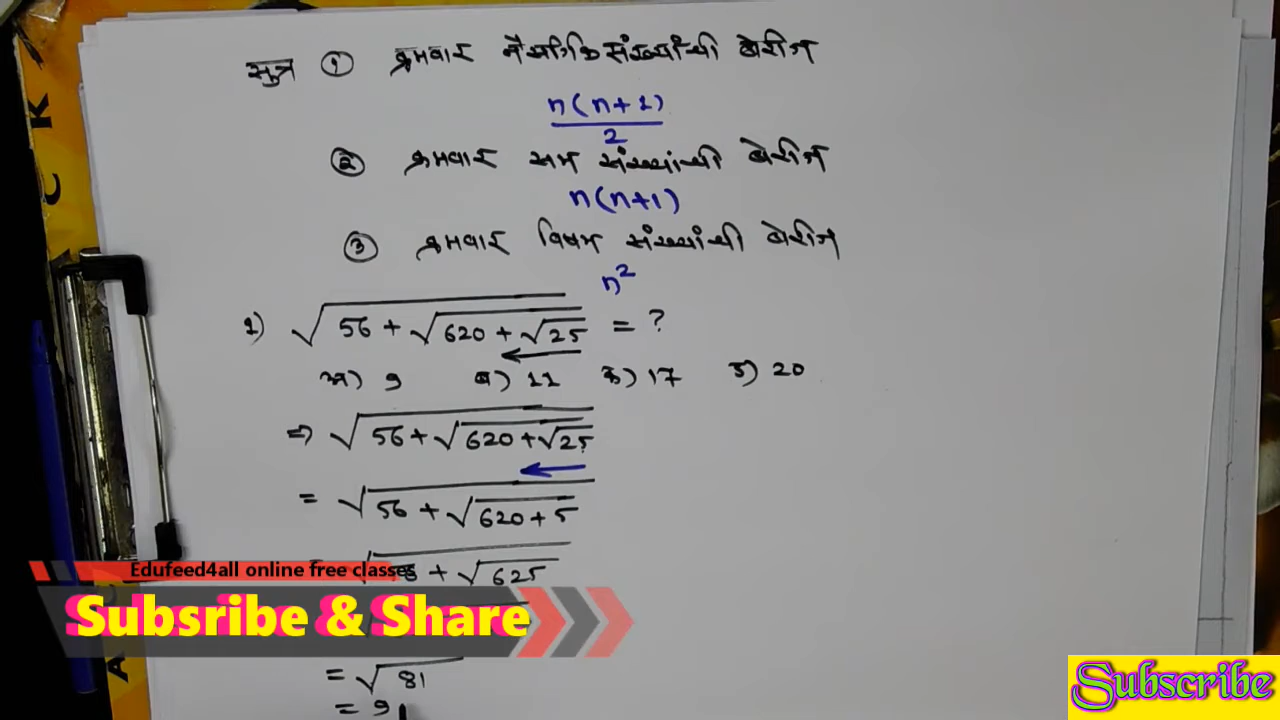 सुत्र ① क्रमवार नैसर्गिक संख्यांची बेरीज
n(n+1)/2
② क्रमवार सम संख्यांची बेरीज
n(n+1)
③ क्रमवार विषम संख्यांची बेरीज
n²
1) √(56 + √(620 + √25)) = ?
अ) 9 ब) 11 क) 17 ड) 20
⇒ √(56 + √(620 + √25))
= √(56 + √(620 + 5))
+ √625
Edufeed4all online free classes
Subsribe & Share
= √81
= 9
Subscribe